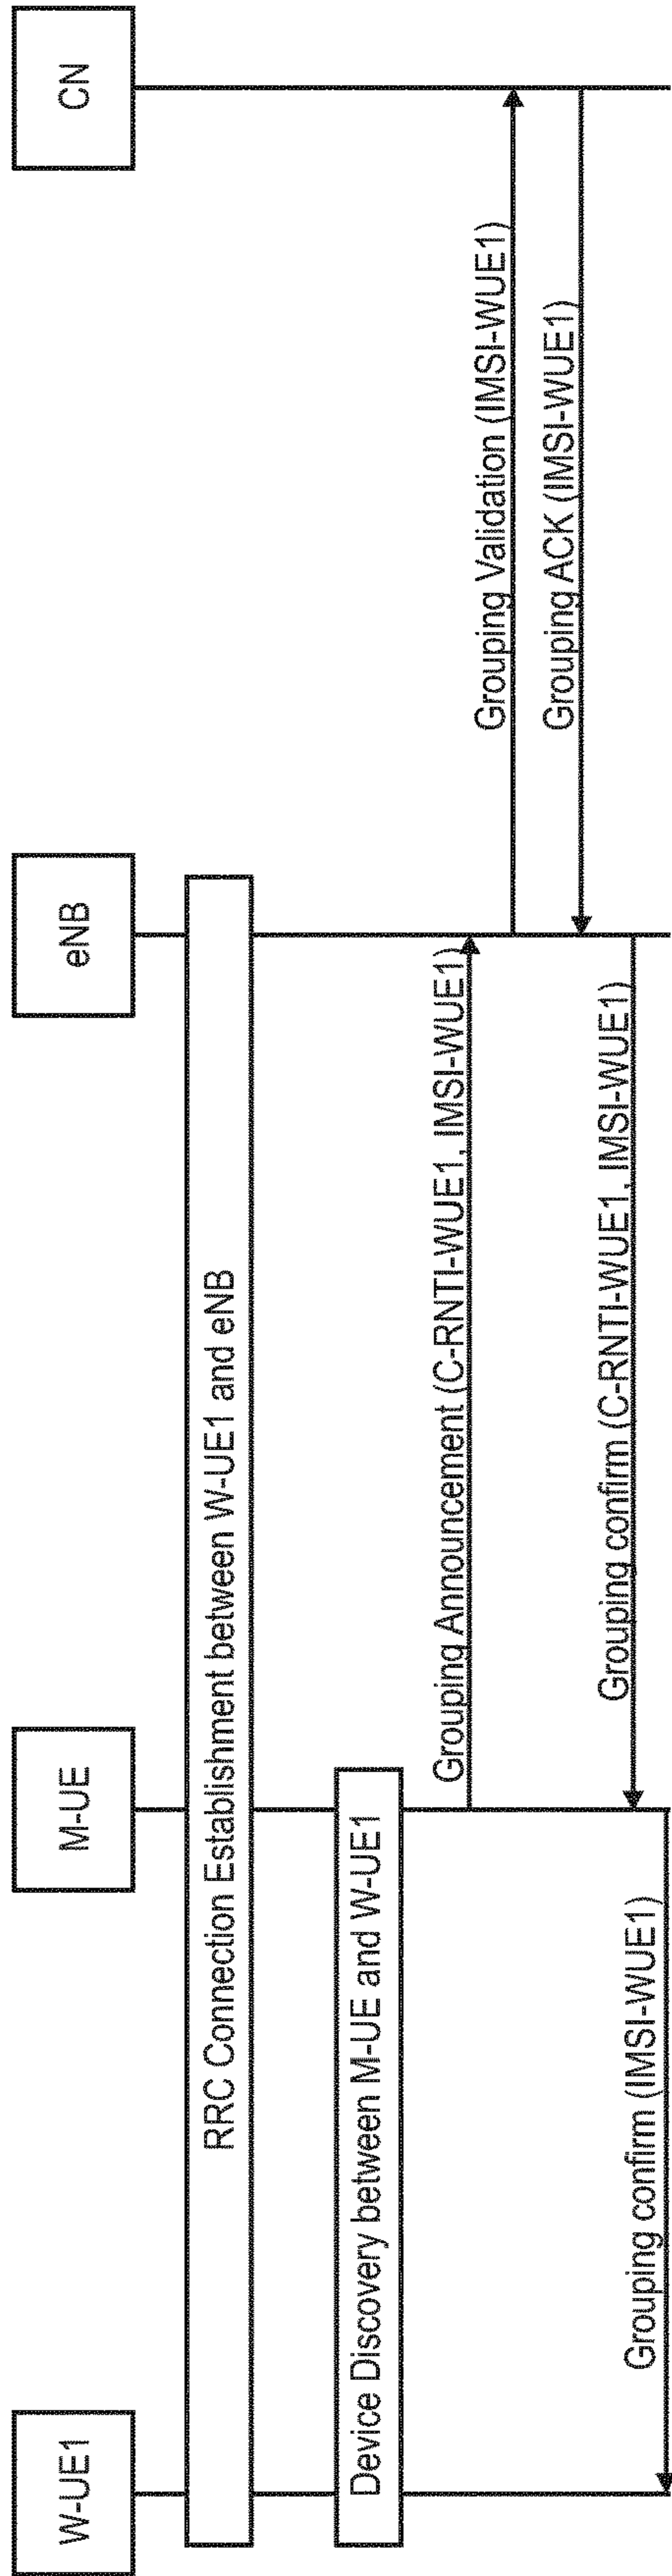 W-UE1
M-UE
eNB
CN
RRC Connection Establishment between W-UE1 and eNB
Device Discovery between M-UE and W-UE1
Grouping Announcement (C-RNTI-WUE1, IMSI-WUE1)
Grouping Validation (IMSI-WUE1)
Grouping ACK (IMSI-WUE1)
Grouping confirm (C-RNTI-WUE1, IMSI-WUE1)
Grouping confirm (IMSI-WUE1)